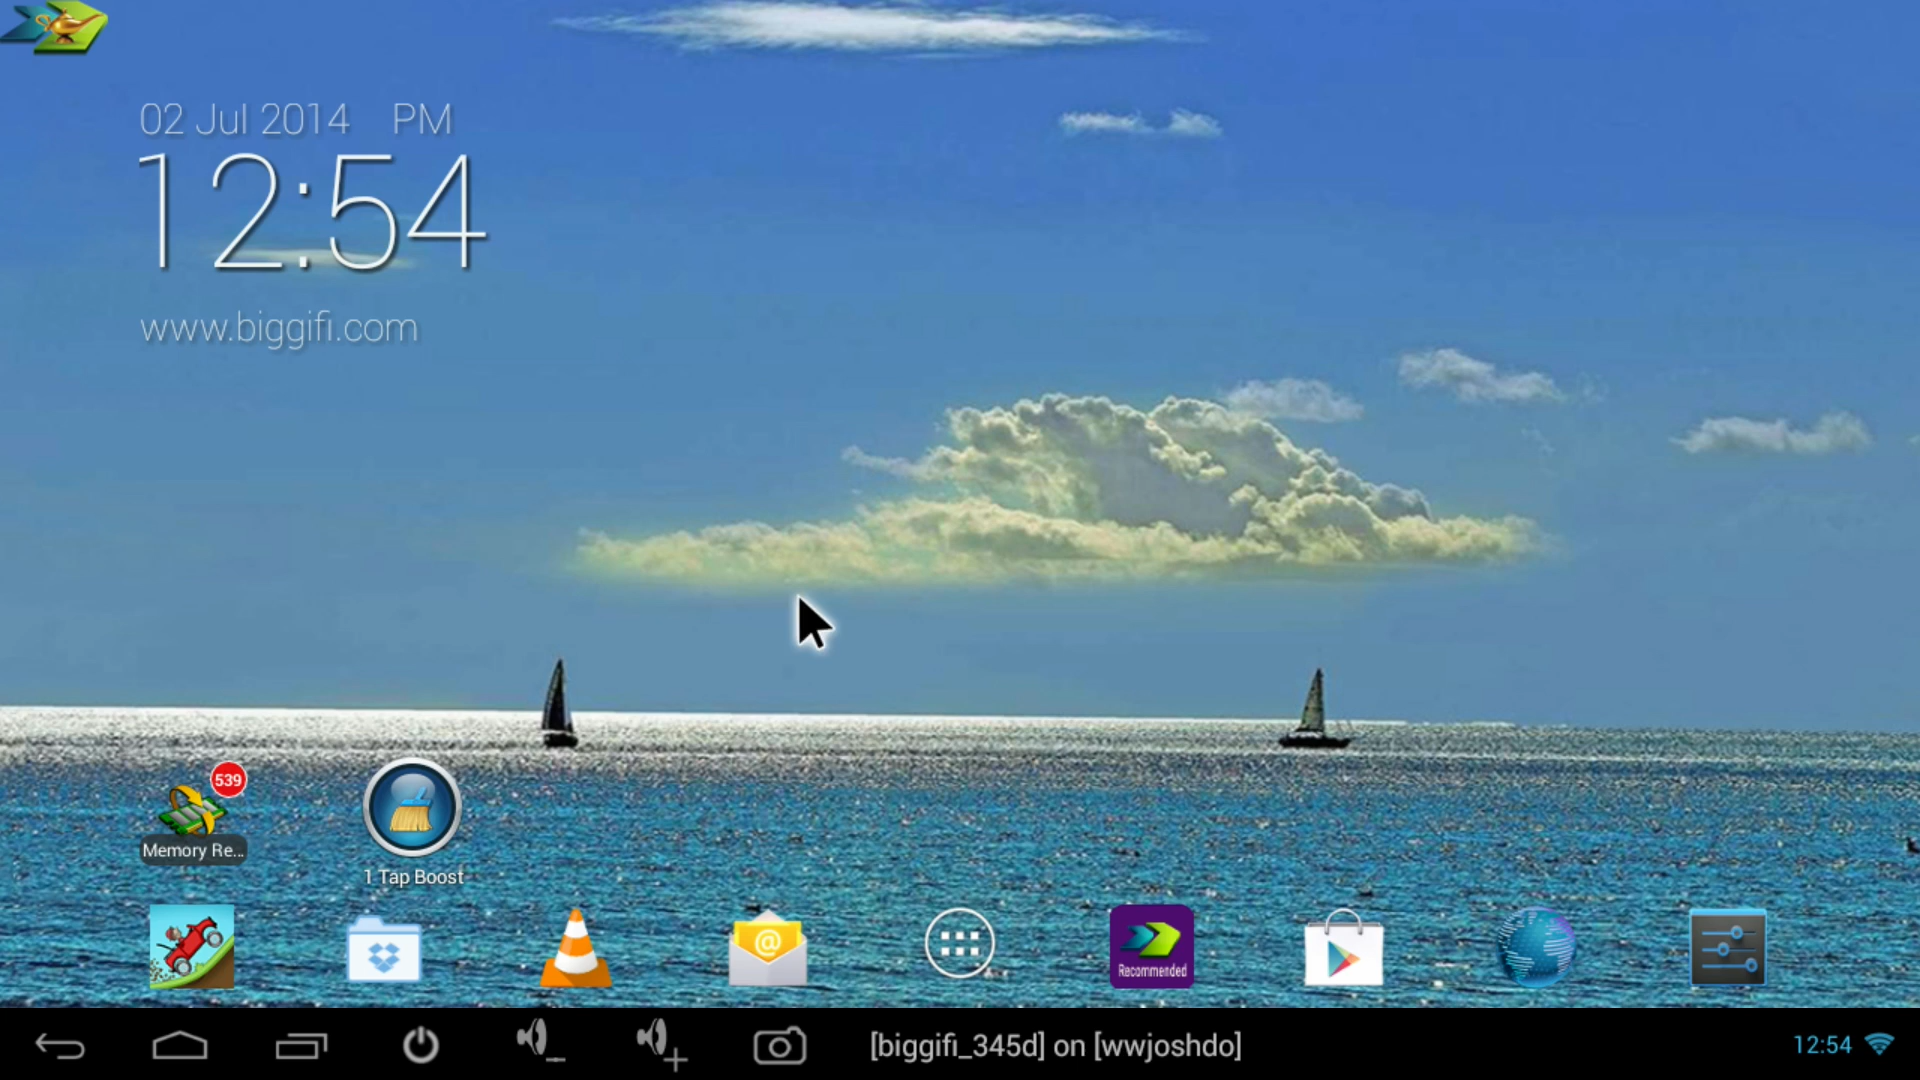 02 Jul 2014 PM
12:54
www.biggifi.com
539
Memory Re...
1 Tap Boost
@
Recommended
[biggifi_345d] on [wwjoshdo]
12:54